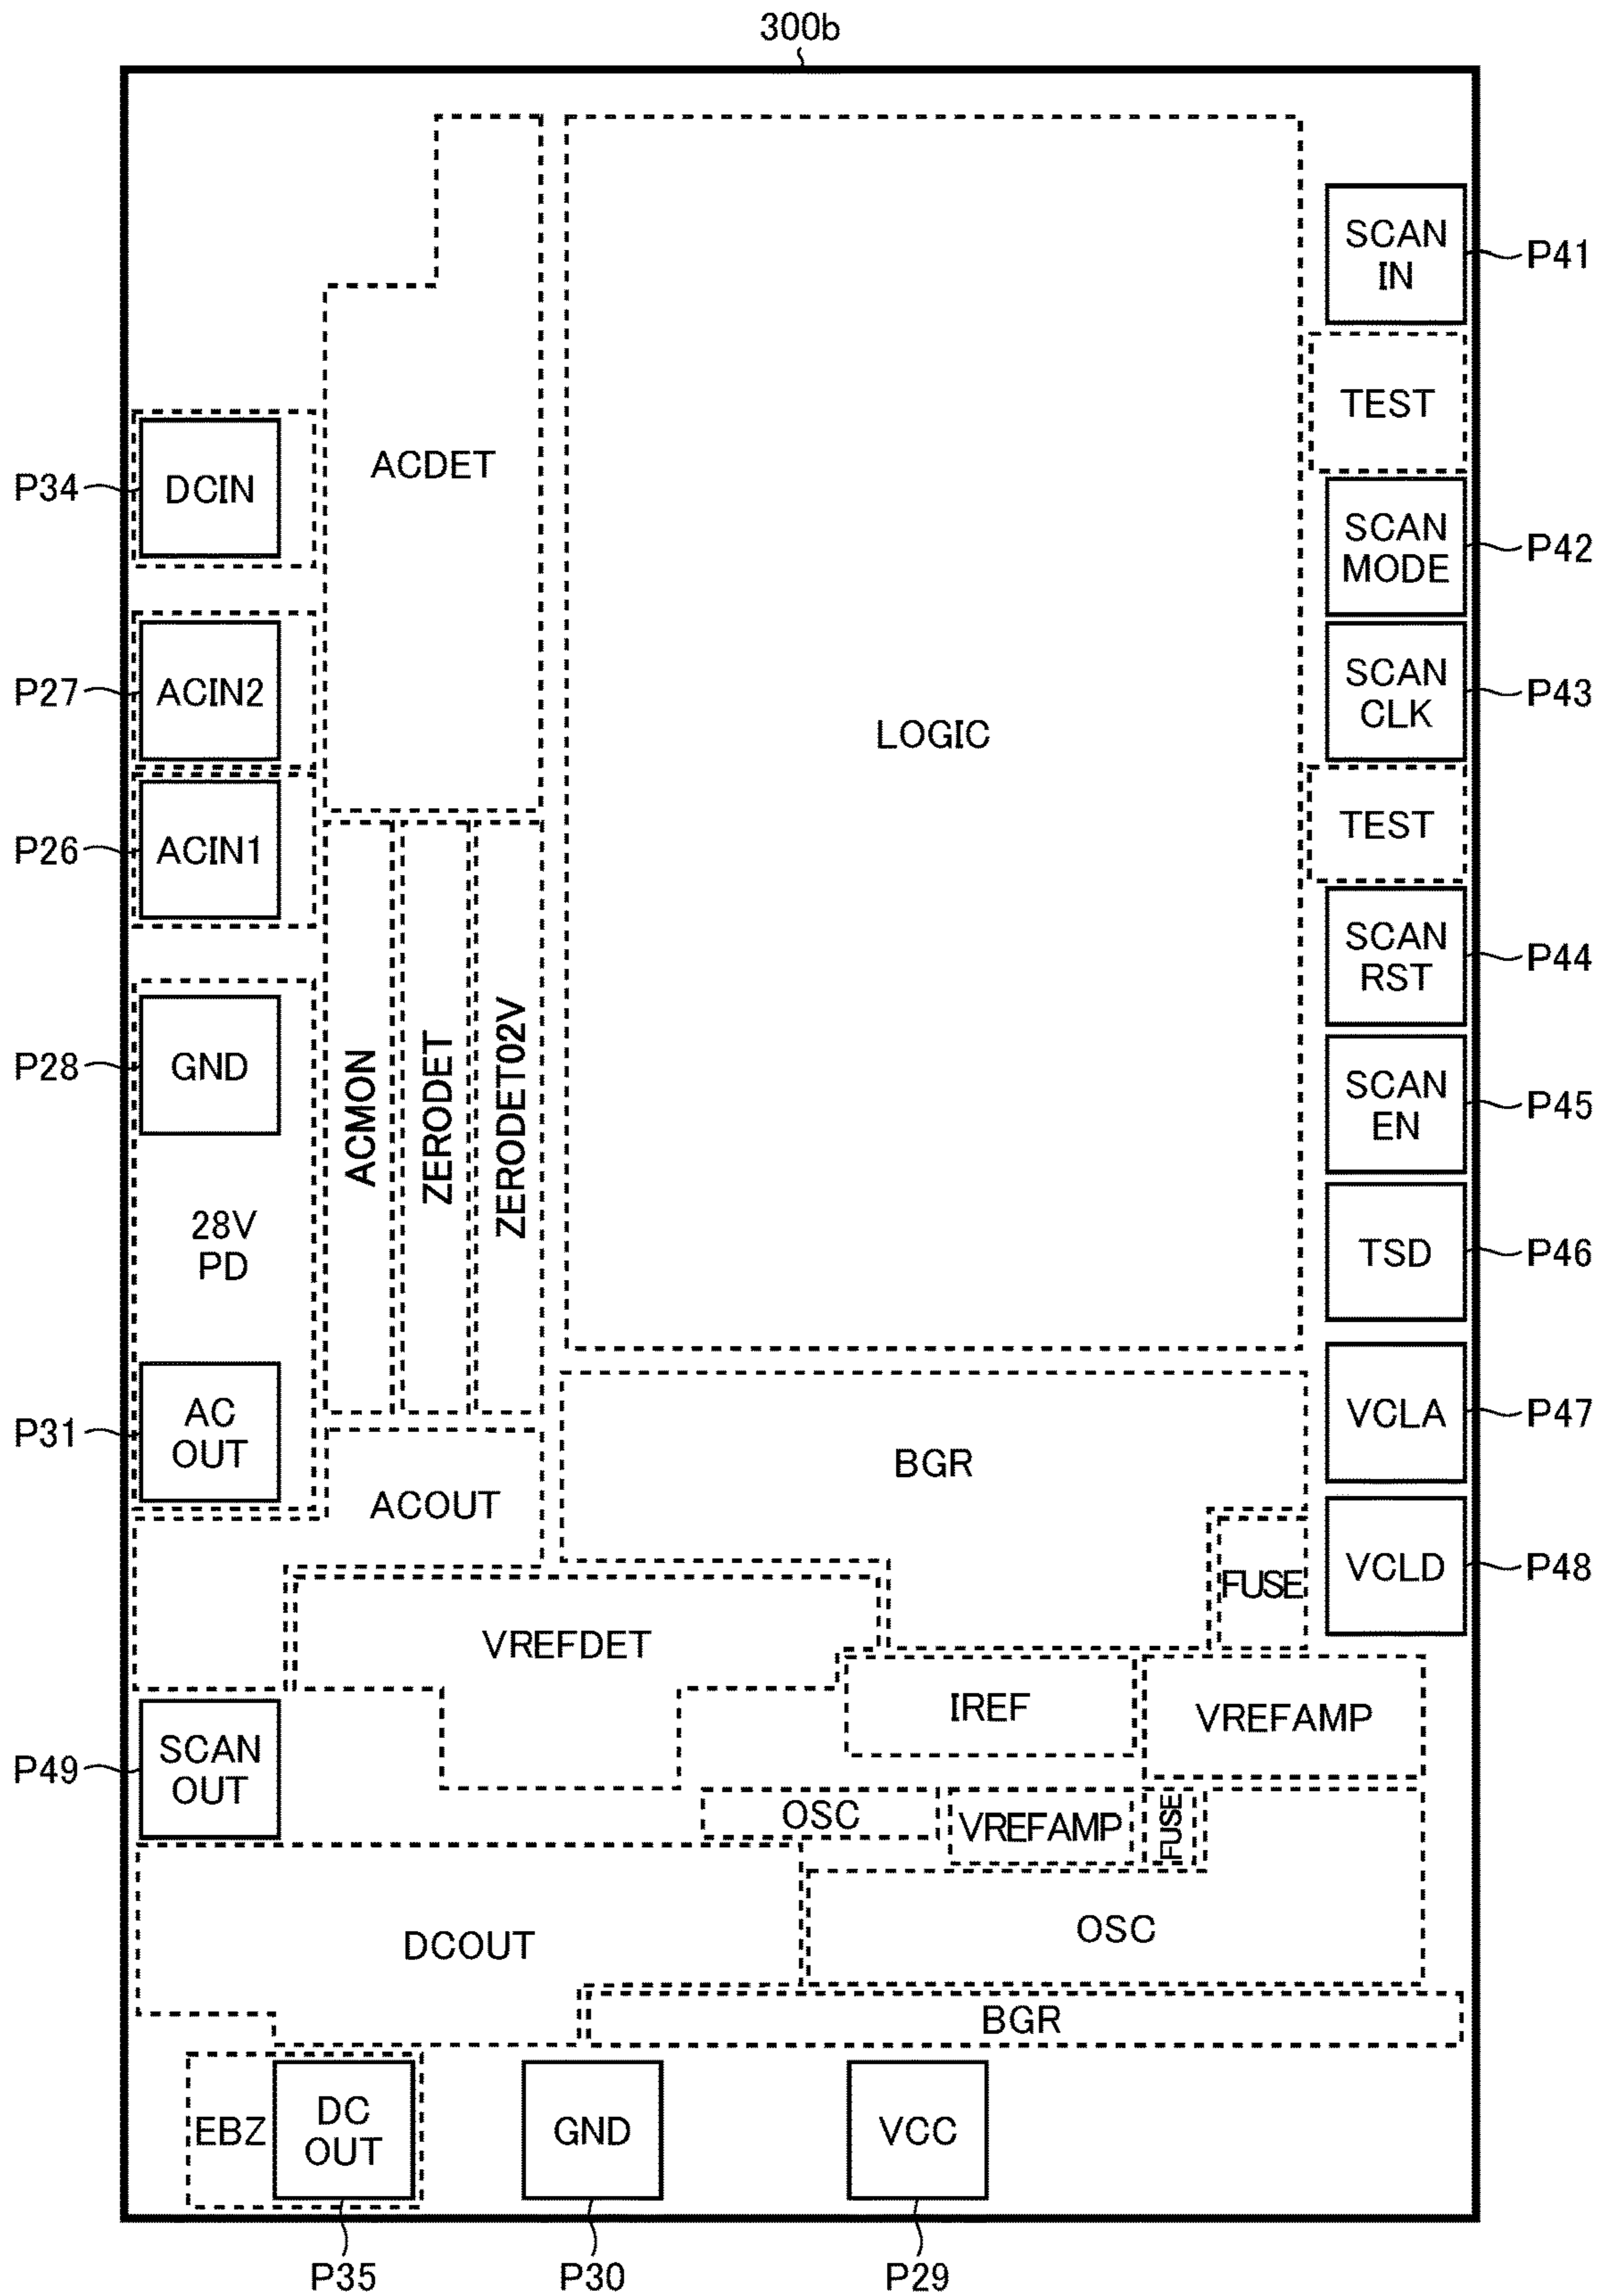 300b
SCAN
IN
P41
TEST
ACDET
P34
DCIN
SCAN
MODE
P42
P27
ACIN2
SCAN
CLK
P43
LOGIC
P26
ACIN1
TEST
SCAN
RST
P44
P28
GND
ACMON
ZERODET
ZERODET02V
SCAN
EN
P45
28V
PD
TSD
P46
P31
AC
OUT
VCLA
P47
BGR
ACOUT
FUSE
VCLD
P48
VREFDET
IREF
VREFAMP
P49
SCAN
OUT
OSC
VREFAMP
FUSE
DCOUT
OSC
BGR
EBZ
DC
OUT
GND
VCC
P35
P30
P29